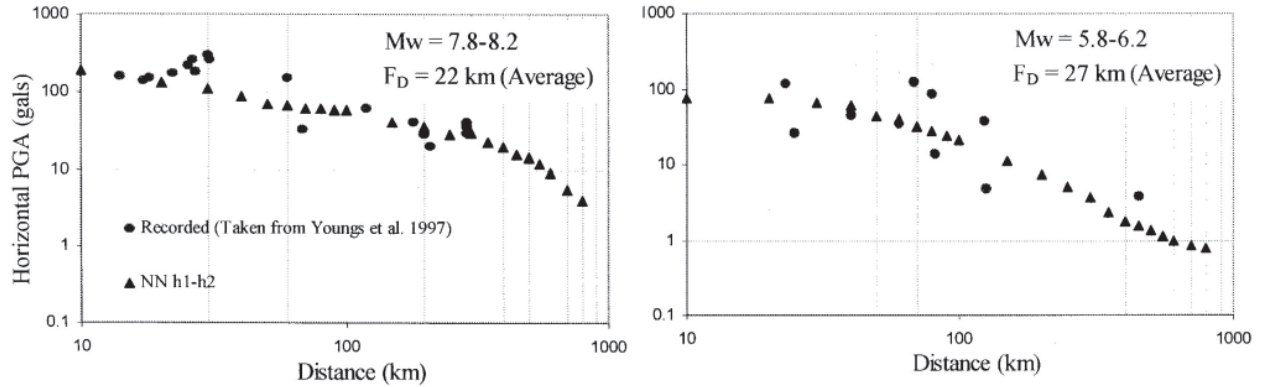 1000
100
10
1
0.1
Horizontal PGA (gals)
Mw = 7.8-8.2
F_D = 22 km (Average)
Recorded (Taken from Youngs et al. 1997)
NN h1-h2
10
100
1000
Distance (km)
1000
100
10
1
0.1
Mw = 5.8-6.2
F_D = 27 km (Average)
10
100
1000
Distance (km)